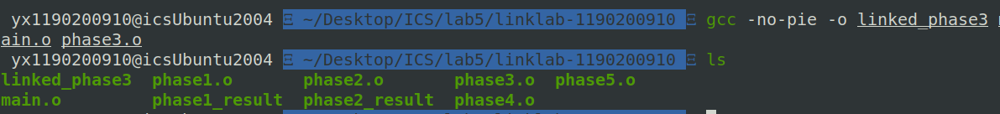 yx1190200910@icsUbuntu2004 Ξ ~/Desktop/ICS/lab5/linklab-1190200910 Ξ gcc -no-pie -o linked_phase3
ain.o phase3.o
yx1190200910@icsUbuntu2004 Ξ ~/Desktop/ICS/lab5/linklab-1190200910 Ξ ls
linked_phase3 phase1.o phase2.o phase3.o phase5.o
main.o phase1_result phase2_result phase4.o